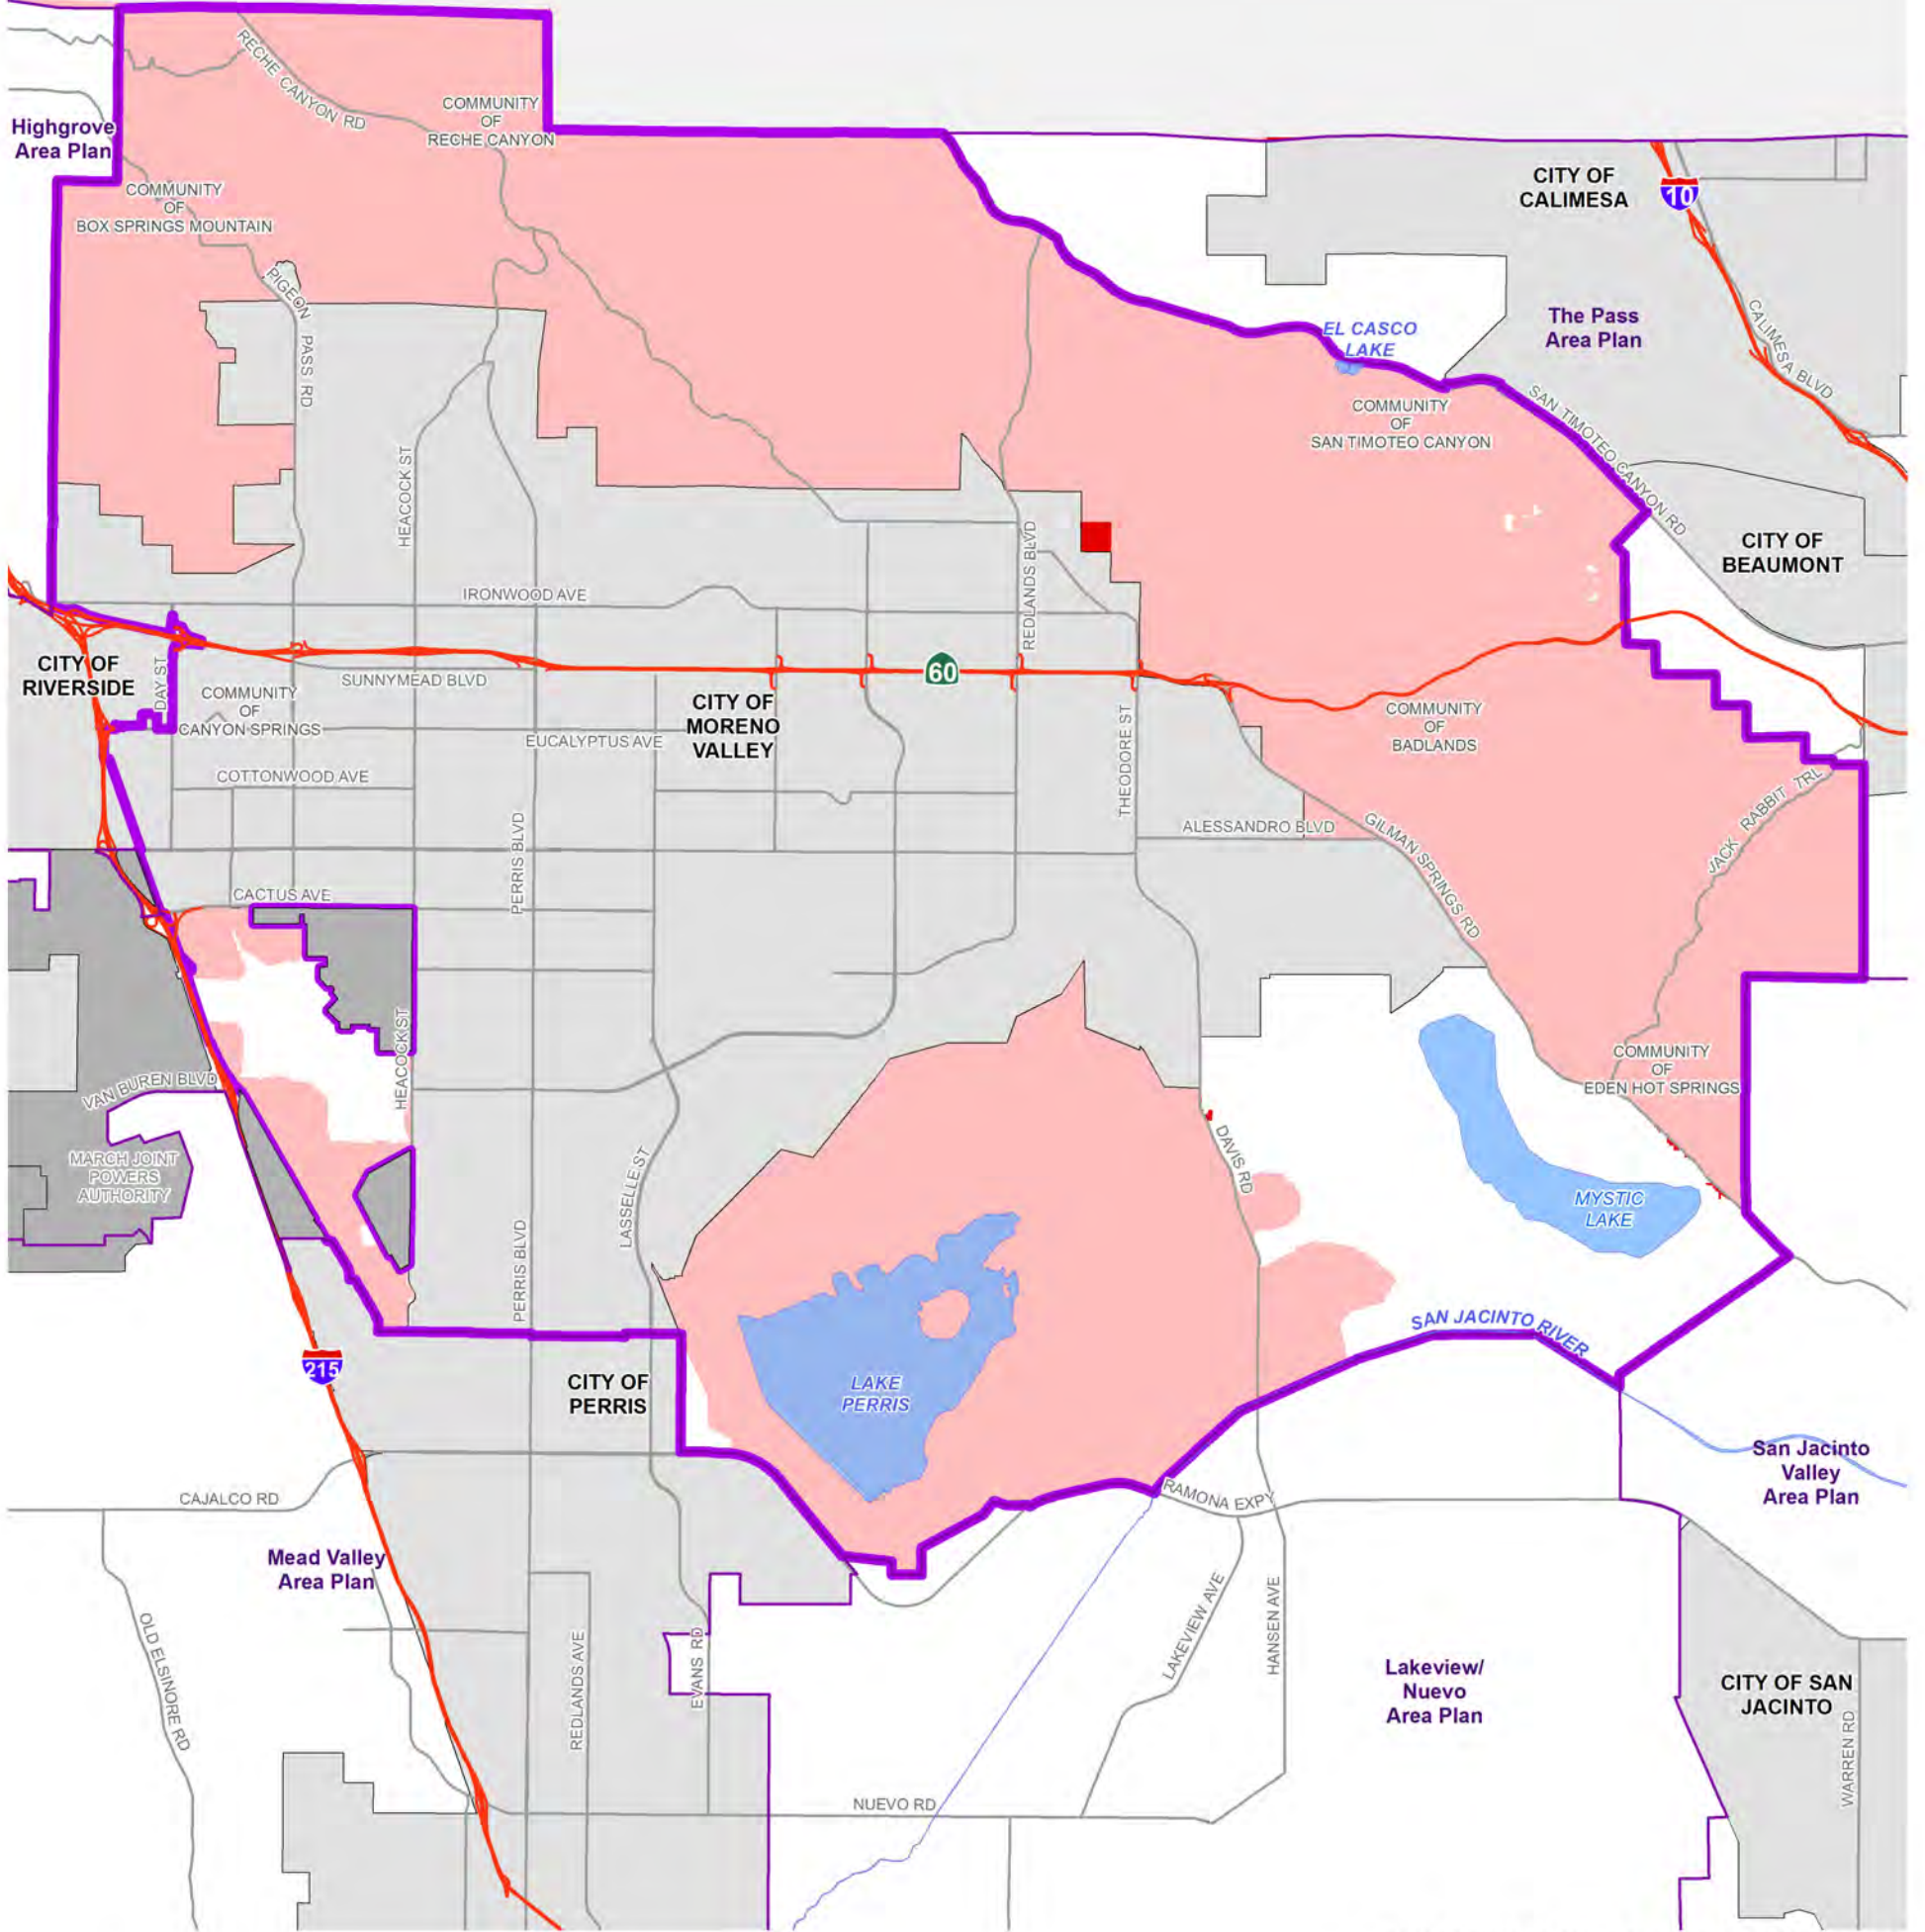 RECHE CANYON RD
COMMUNITY
OF
RECHE CANYON
Highgrove
Area Plan
CITY OF
CALIMESA
10
COMMUNITY
OF
BOX SPRINGS MOUNTAIN
PIGEON PASS RD
The Pass
Area Plan
CALIMESA BLVD
EL CASCO
LAKE
COMMUNITY
OF
SAN TIMOTEO CANYON
SAN TIMOTEO CANYON RD
HEACOCK ST
REDLANDS BLVD
CITY OF
BEAUMONT
IRONWOOD AVE
CITY OF
RIVERSIDE
DAY ST
SUNNYMEAD BLVD
60
COMMUNITY
OF
CANYON SPRINGS
CITY OF
MORENO
VALLEY
EUCALYPTUS AVE
THEODORE ST
COMMUNITY
OF
BADLANDS
COTTONWOOD AVE
JACK RABBIT TRL
PERRIS BLVD
ALESSANDRO BLVD
GILMAN SPRINGS RD
CACTUS AVE
HEACOCK ST
COMMUNITY
OF
EDEN HOT SPRINGS
VAN BUREN BLVD
MARCH JOINT
POWERS
AUTHORITY
LASSELLE ST
DAVIS RD
MYSTIC
LAKE
PERRIS BLVD
SAN JACINTO RIVER
215
CITY OF
PERRIS
LAKE
PERRIS
San Jacinto
Valley
Area Plan
CAJALCO RD
RAMONA EXPY
Mead Valley
Area Plan
OLD ELSINORE RD
REDLANDS AVE
EVANS RD
LAKEVIEW AVE
HANSEN AVE
Lakeview/
Nuevo
Area Plan
CITY OF SAN
JACINTO
WARREN RD
NUEVO RD